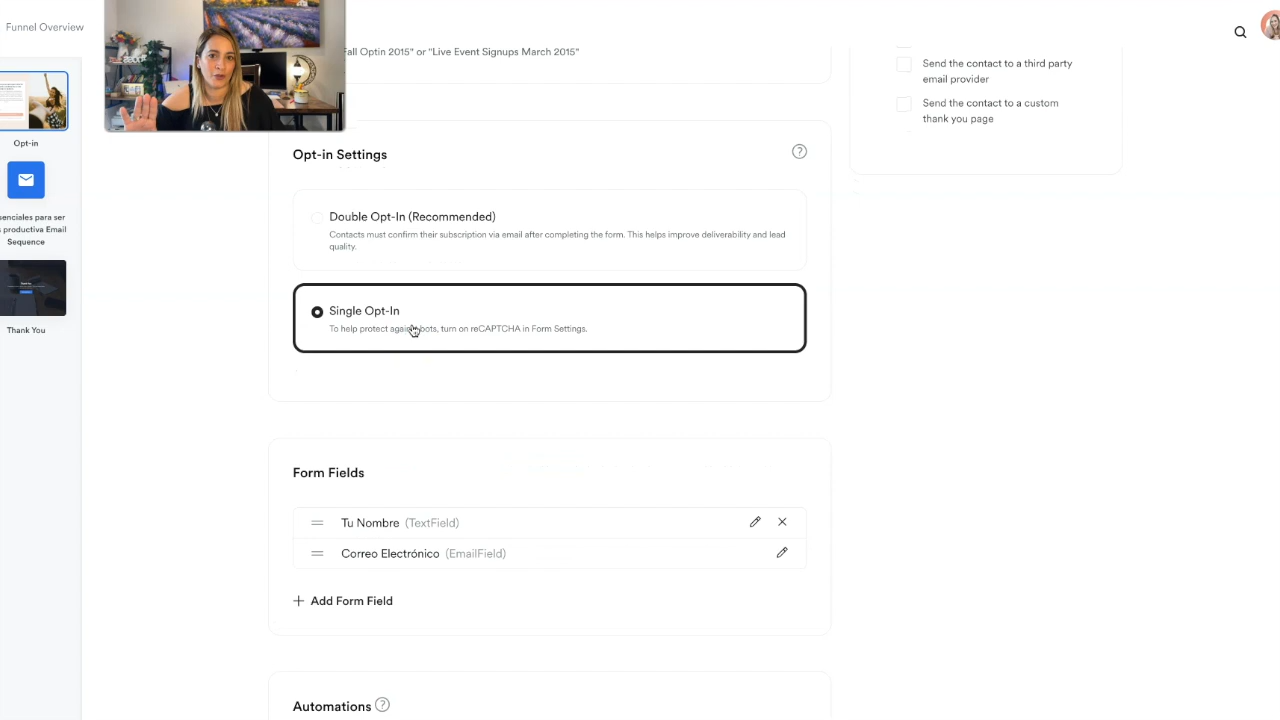 Funnel Overview
Fall Optin 2015" or "Live Event Signups March 2015"
Send the contact to a third party
email provider
Send the contact to a custom
thank you page
Opt-in
enciales para ser
productiva Email
Sequence
Thank You
Opt-in Settings
Double Opt-In (Recommended)
Contacts must confirm their subscription via email after completing the form. This helps improve deliverability and lead
quality.
Single Opt-In
To help protect against bots, turn on reCAPTCHA in Form Settings.
Form Fields
Tu Nombre (TextField)
Correo Electrónico (EmailField)
+ Add Form Field
Automations